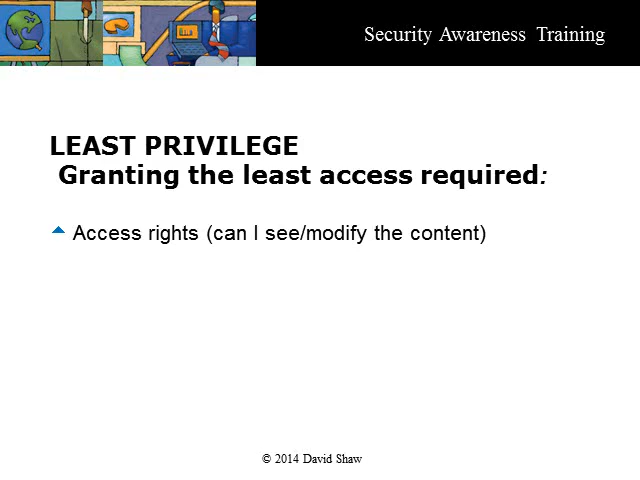 Security Awareness Training
LEAST PRIVILEGE
Granting the least access required:
Access rights (can I see/modify the content)
© 2014 David Shaw